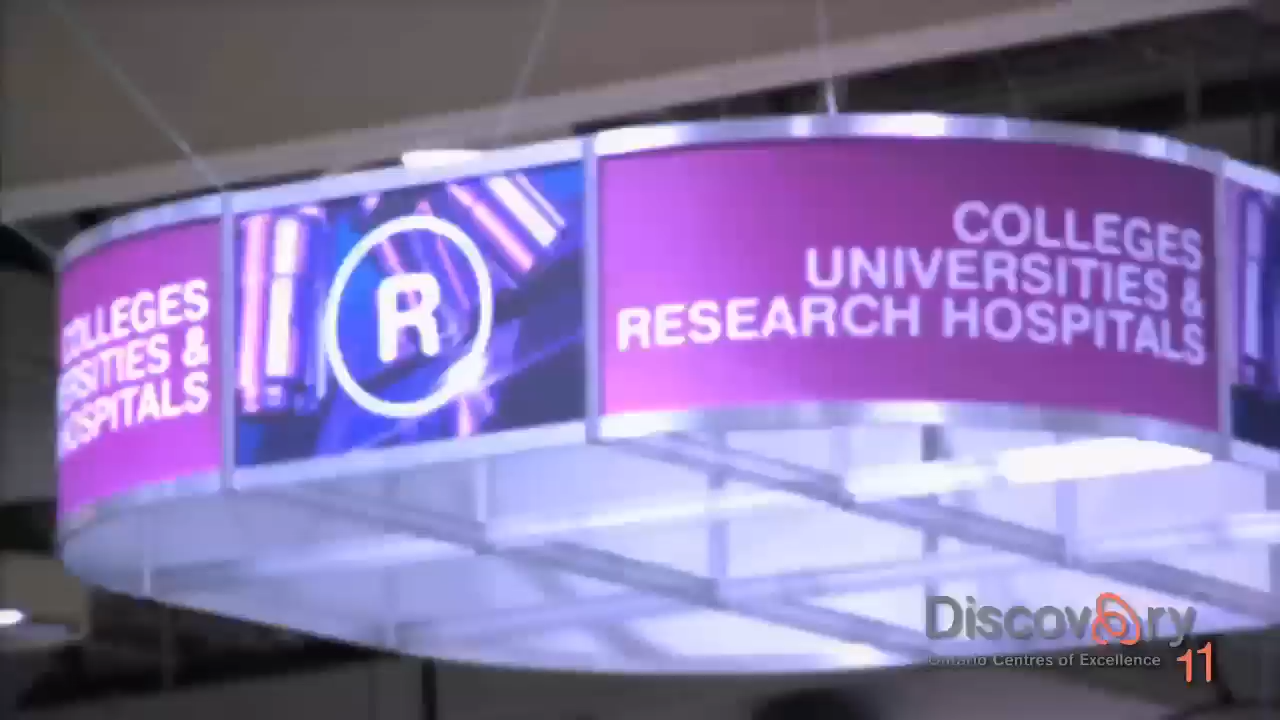 COLLEGES
& 
HOSPITALS
R
COLLEGES
UNIVERSITIES &
RESEARCH HOSPITALS
Discovery
Ontario Centres of Excellence
11